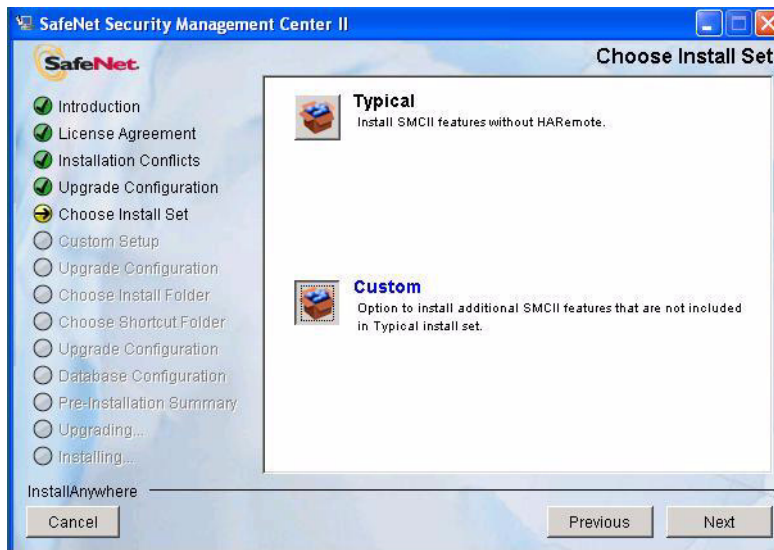 SafeNet Security Management Center II
SafeNet
Choose Install Set
Introduction
License Agreement
Installation Conflicts
Upgrade Configuration
Choose Install Set
Custom Setup
Upgrade Configuration
Choose Install Folder
Choose Shortcut Folder
Upgrade Configuration
Database Configuration
Pre-Installation Summary
Upgrading...
Installing...
Typical
Install SMCII features without HARemote.
Custom
Option to install additional SMCII features that are not included
in Typical install set.
InstallAnywhere
Cancel
Previous
Next